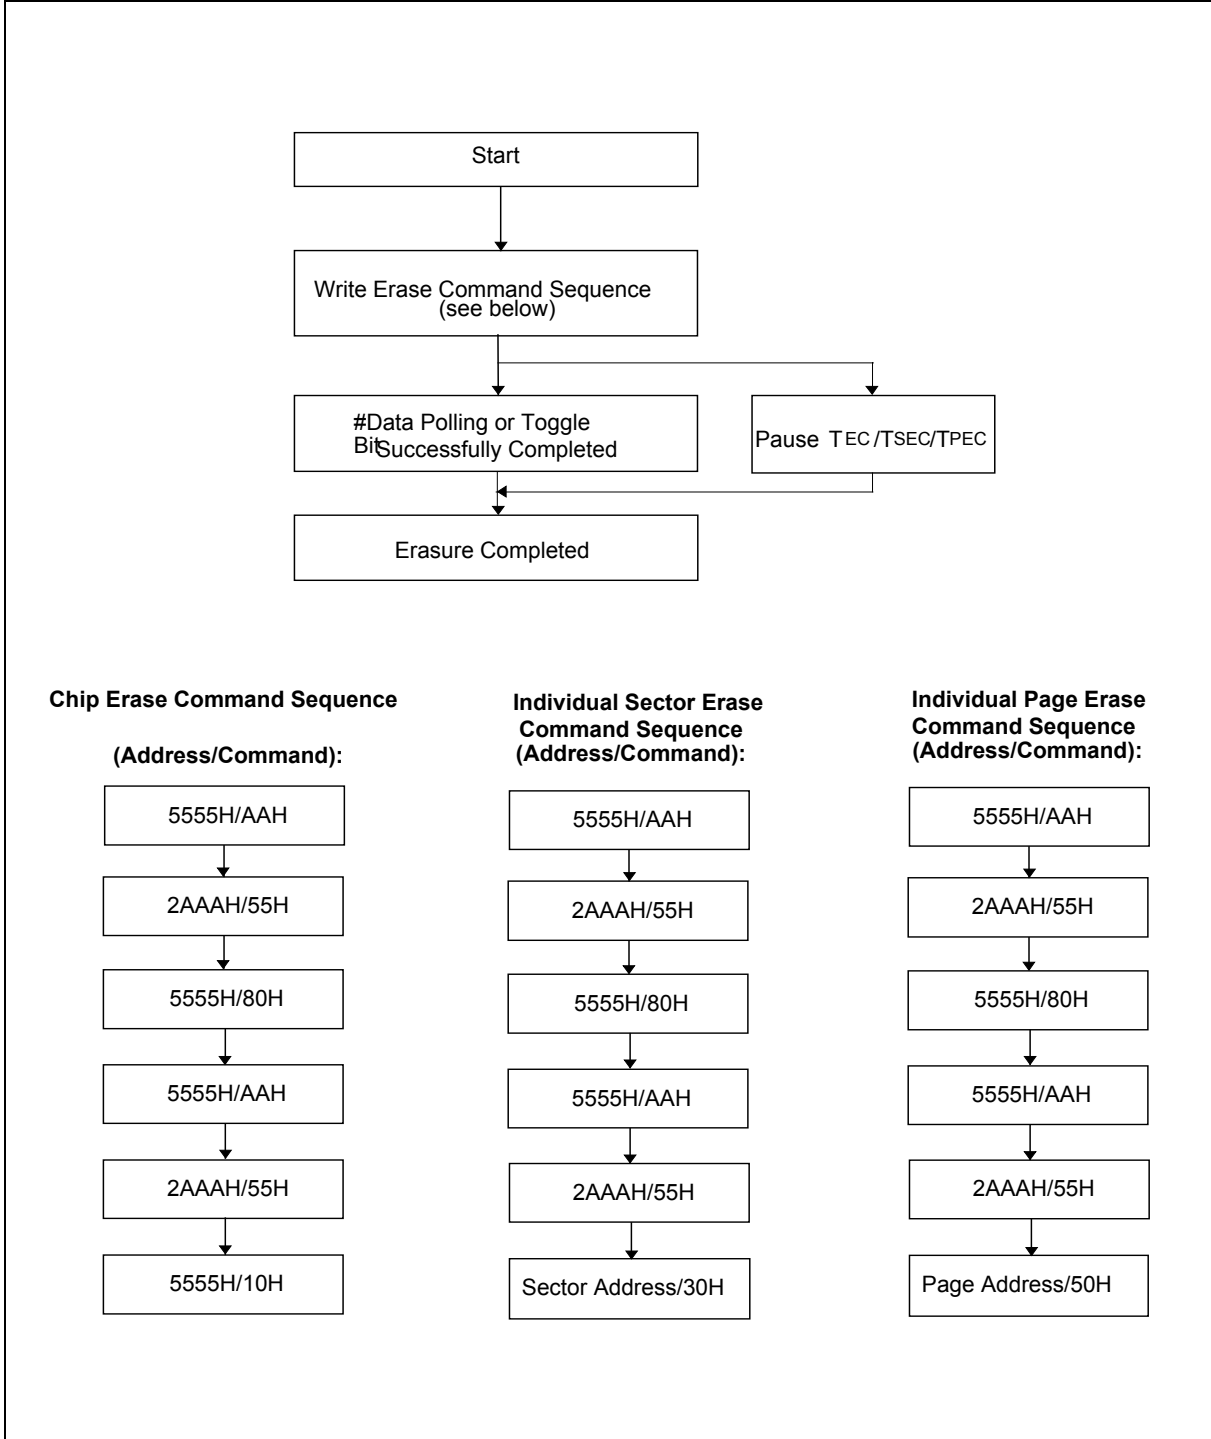 Start
Write Erase Command Sequence
(see below)
#Data Polling or Toggle
Bit
Successfully Completed
Pause TEC/TSEC/TPEC
Erasure Completed
Chip Erase Command Sequence
(Address/Command):
5555H/AAH
2AAAH/55H
5555H/80H
5555H/AAH
2AAAH/55H
5555H/10H
Individual Sector Erase
Command Sequence
(Address/Command):
5555H/AAH
2AAAH/55H
5555H/80H
5555H/AAH
2AAAH/55H
Sector Address/30H
Individual Page Erase
Command Sequence
(Address/Command):
5555H/AAH
2AAAH/55H
5555H/80H
5555H/AAH
2AAAH/55H
Page Address/50H